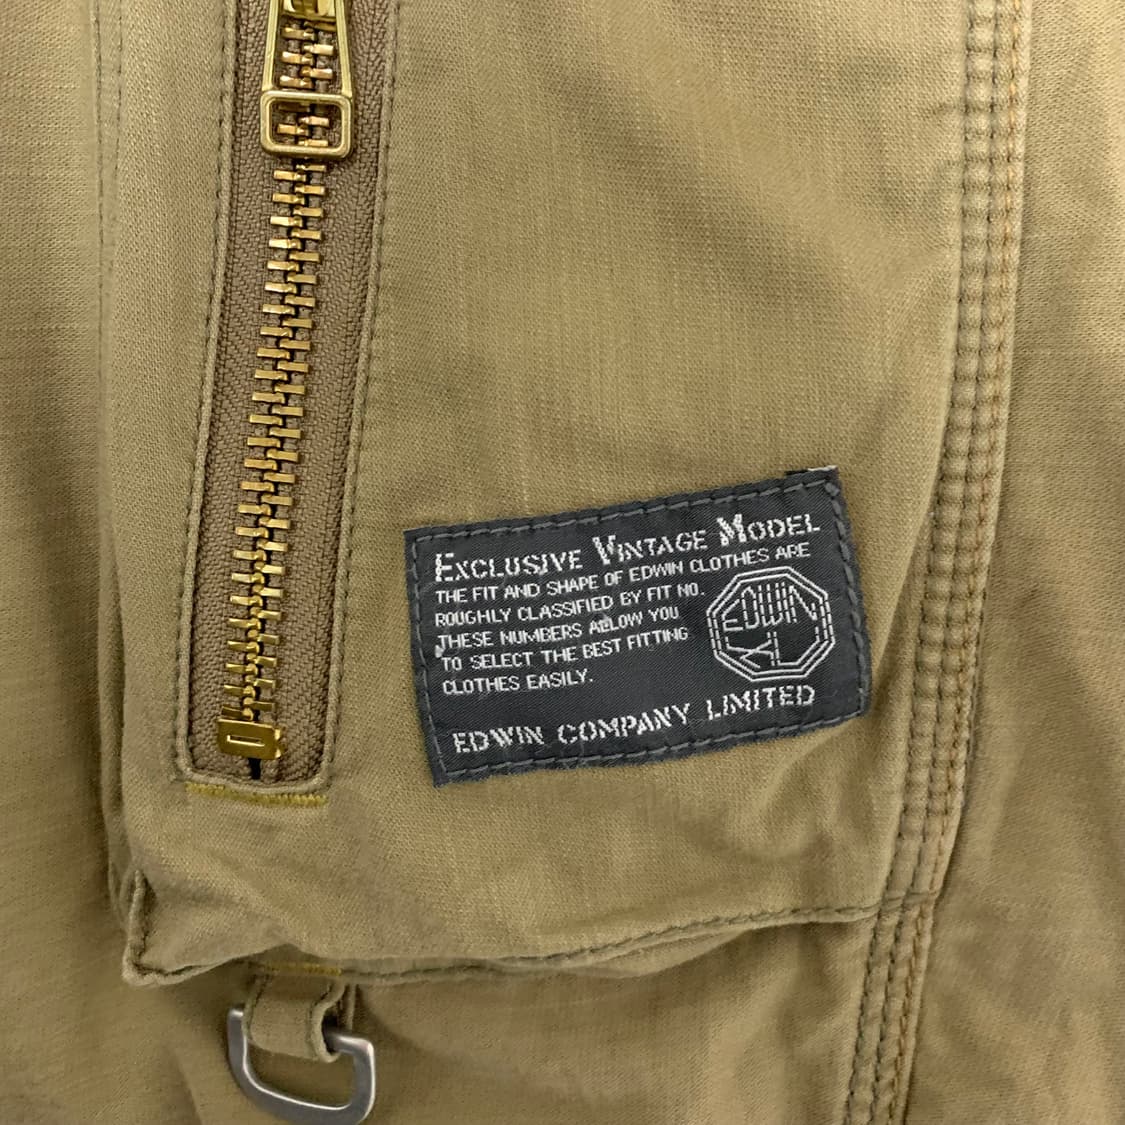 EXCLUSIVE VINTAGE MODEL
THE FIT AND SHAPE OF EDWIN CLOTHES ARE
ROUGHLY CLASSIFIED BY FIT NO.
THESE NUMBERS ALLOW YOU
TO SELECT THE BEST FITTING
CLOTHES EASILY.
EDWIN
XL
EDWIN COMPANY LIMITED